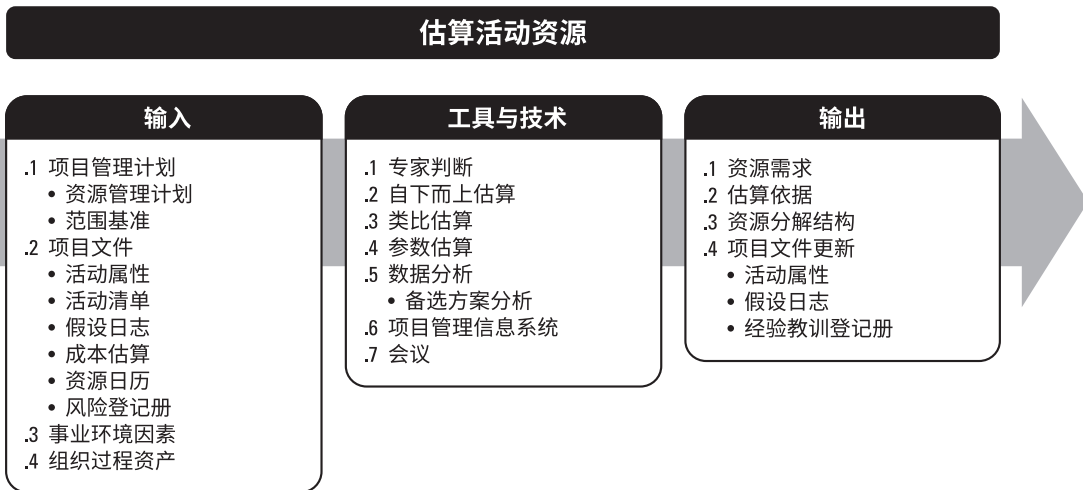 估算活动资源
输入
.1 项目管理计划
• 资源管理计划
• 范围基准
.2 项目文件
• 活动属性
• 活动清单
• 假设日志
• 成本估算
• 资源日历
• 风险登记册
.3 事业环境因素
.4 组织过程资产
工具与技术
.1 专家判断
.2 自下而上估算
.3 类比估算
.4 参数估算
.5 数据分析
• 备选方案分析
.6 项目管理信息系统
.7 会议
输出
.1 资源需求
.2 估算依据
.3 资源分解结构
.4 项目文件更新
• 活动属性
• 假设日志
• 经验教训登记册